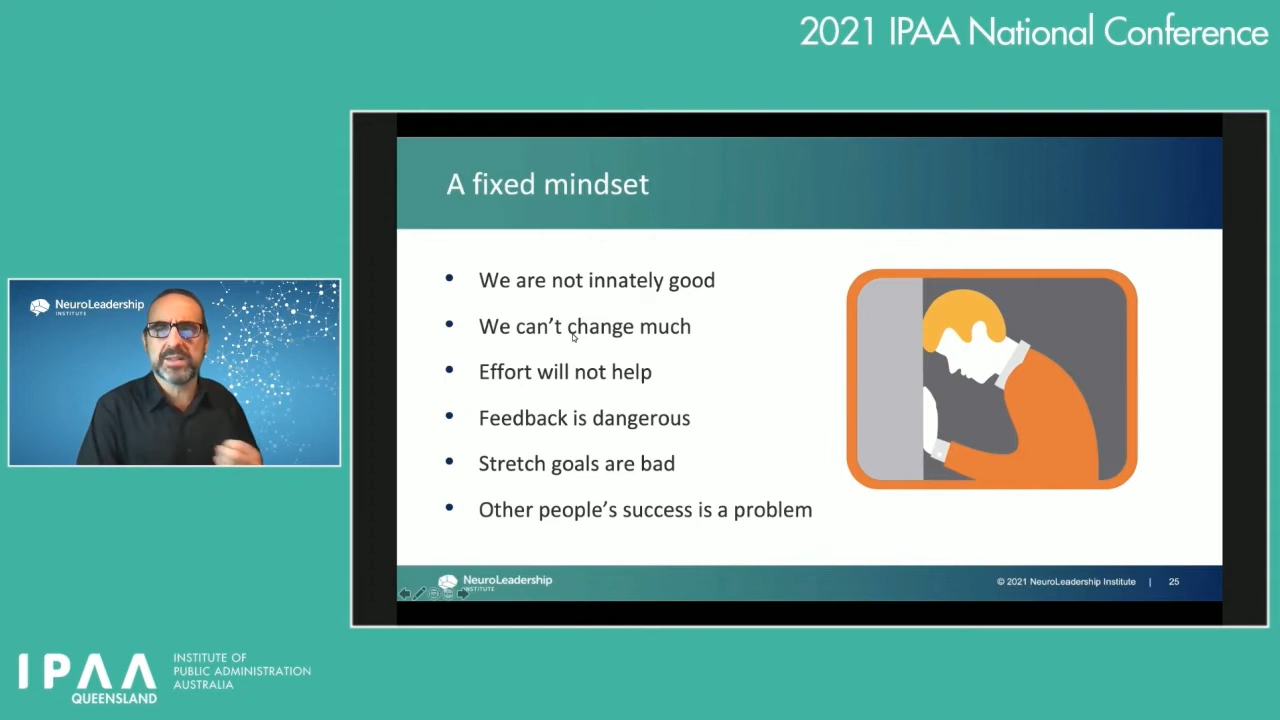 2021 IPAA National Conference
NeuroLeadership
INSTITUTE
A fixed mindset
• We are not innately good
• We can’t change much
• Effort will not help
• Feedback is dangerous
• Stretch goals are bad
• Other people’s success is a problem
NeuroLeadership
INSTITUTE
© 2021 NeuroLeadership Institute | 25
IPAA
QUEENSLAND
INSTITUTE OF
PUBLIC ADMINISTRATION
AUSTRALIA